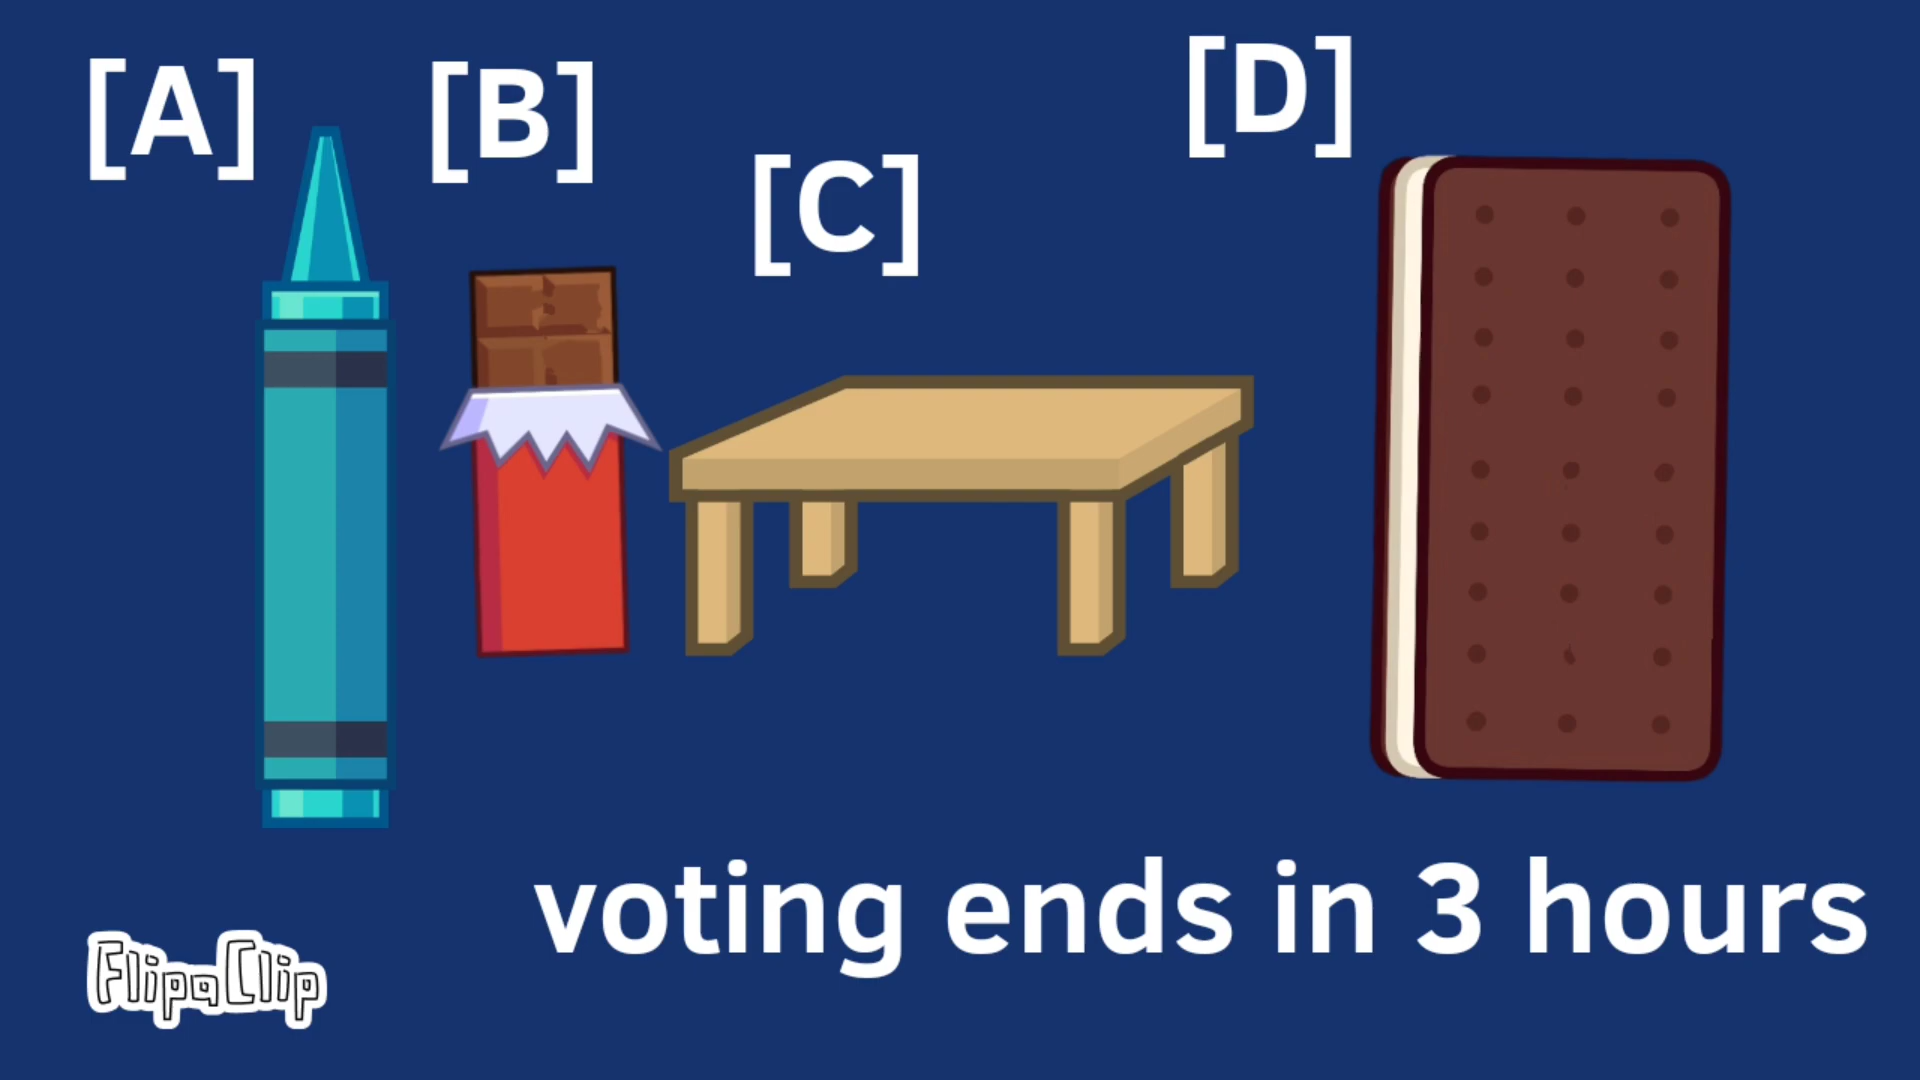 [A]
[B]
[C]
[D]
voting ends in 3 hours
FlipaClip